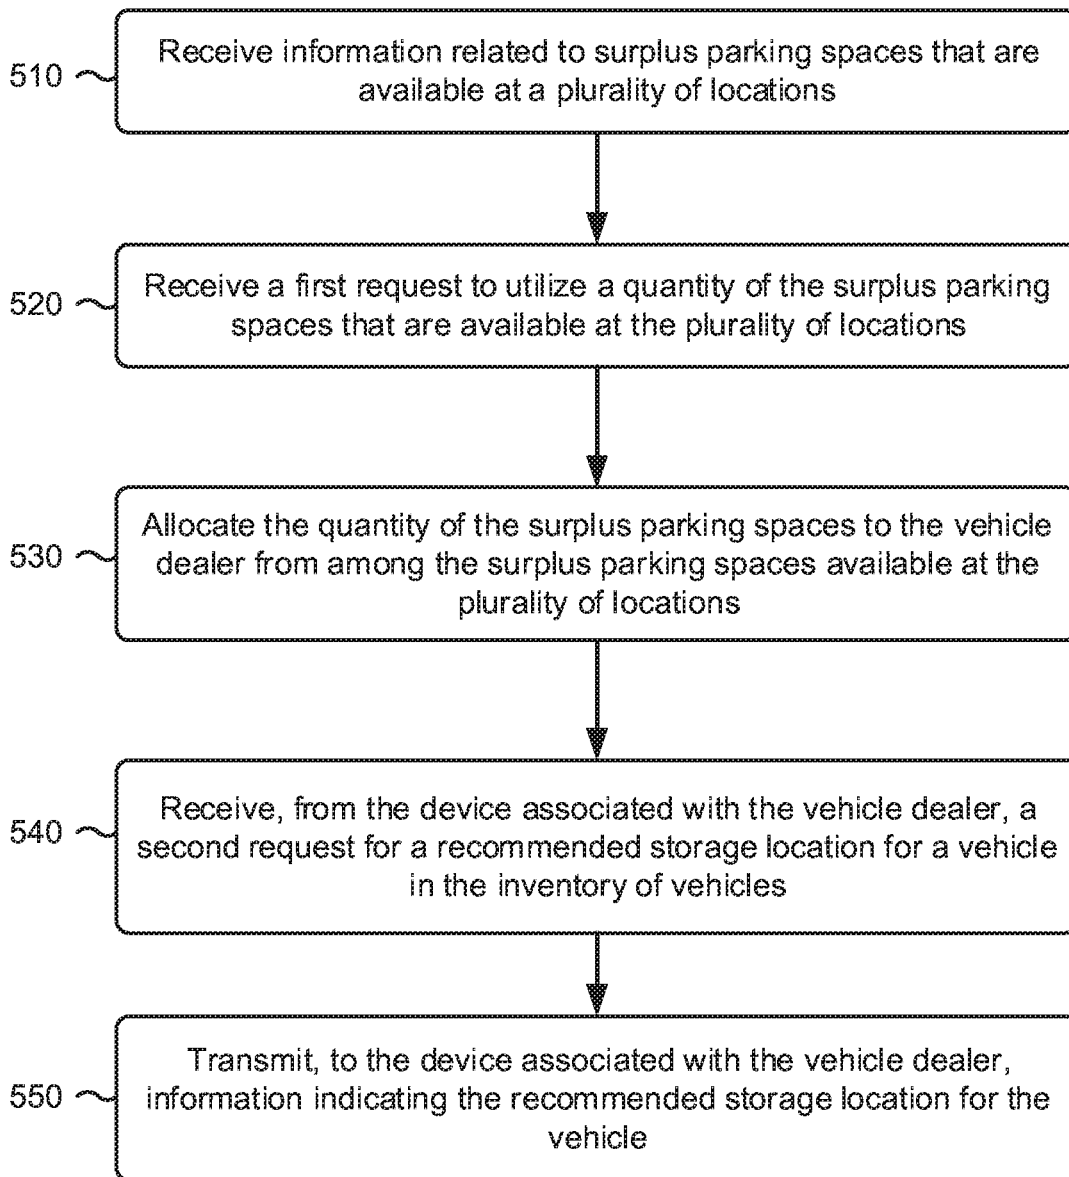 510
Receive information related to surplus parking spaces that are
available at a plurality of locations
520
Receive a first request to utilize a quantity of the surplus parking
spaces that are available at the plurality of locations
530
Allocate the quantity of the surplus parking spaces to the vehicle
dealer from among the surplus parking spaces available at the
plurality of locations
540
Receive, from the device associated with the vehicle dealer, a
second request for a recommended storage location for a vehicle
in the inventory of vehicles
550
Transmit, to the device associated with the vehicle dealer,
information indicating the recommended storage location for the
vehicle